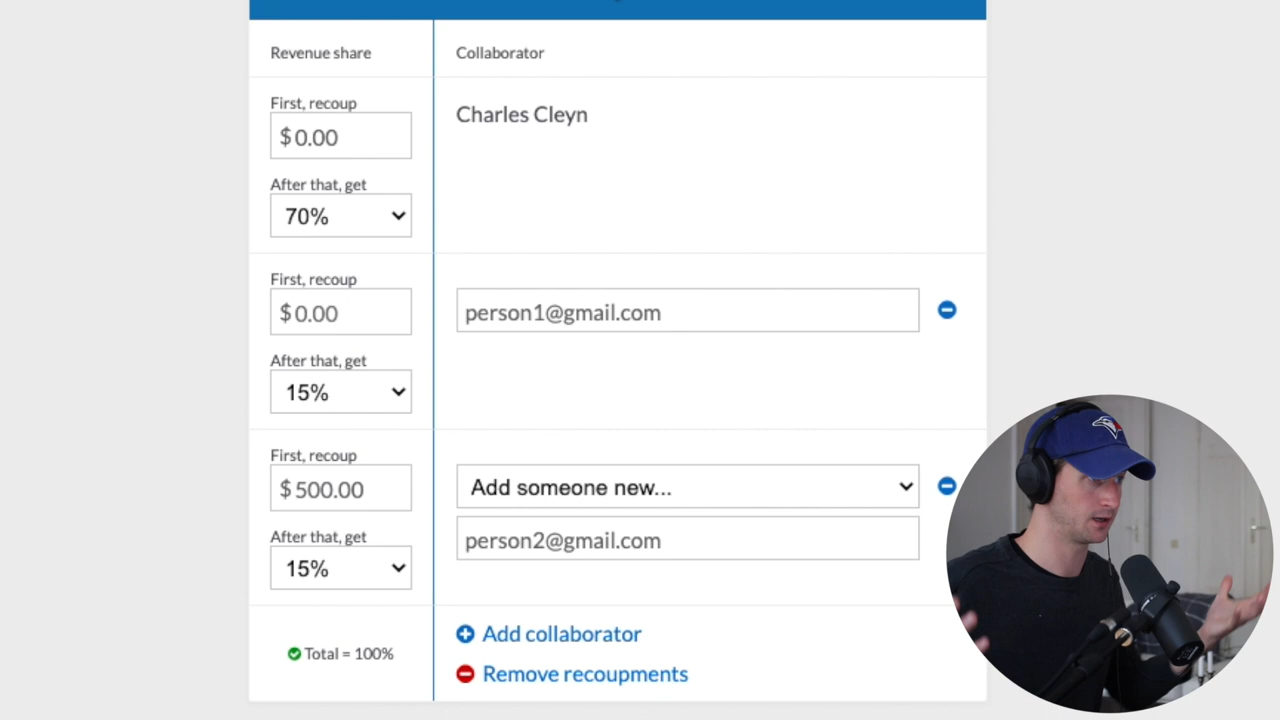 Revenue share
Collaborator
First, recoup
$ 0.00
Charles Cleyn
After that, get
70%
First, recoup
$ 0.00
person1@gmail.com
After that, get
15%
First, recoup
$ 500.00
Add someone new...
After that, get
person2@gmail.com
15%
Add collaborator
Total = 100%
Remove recoupments